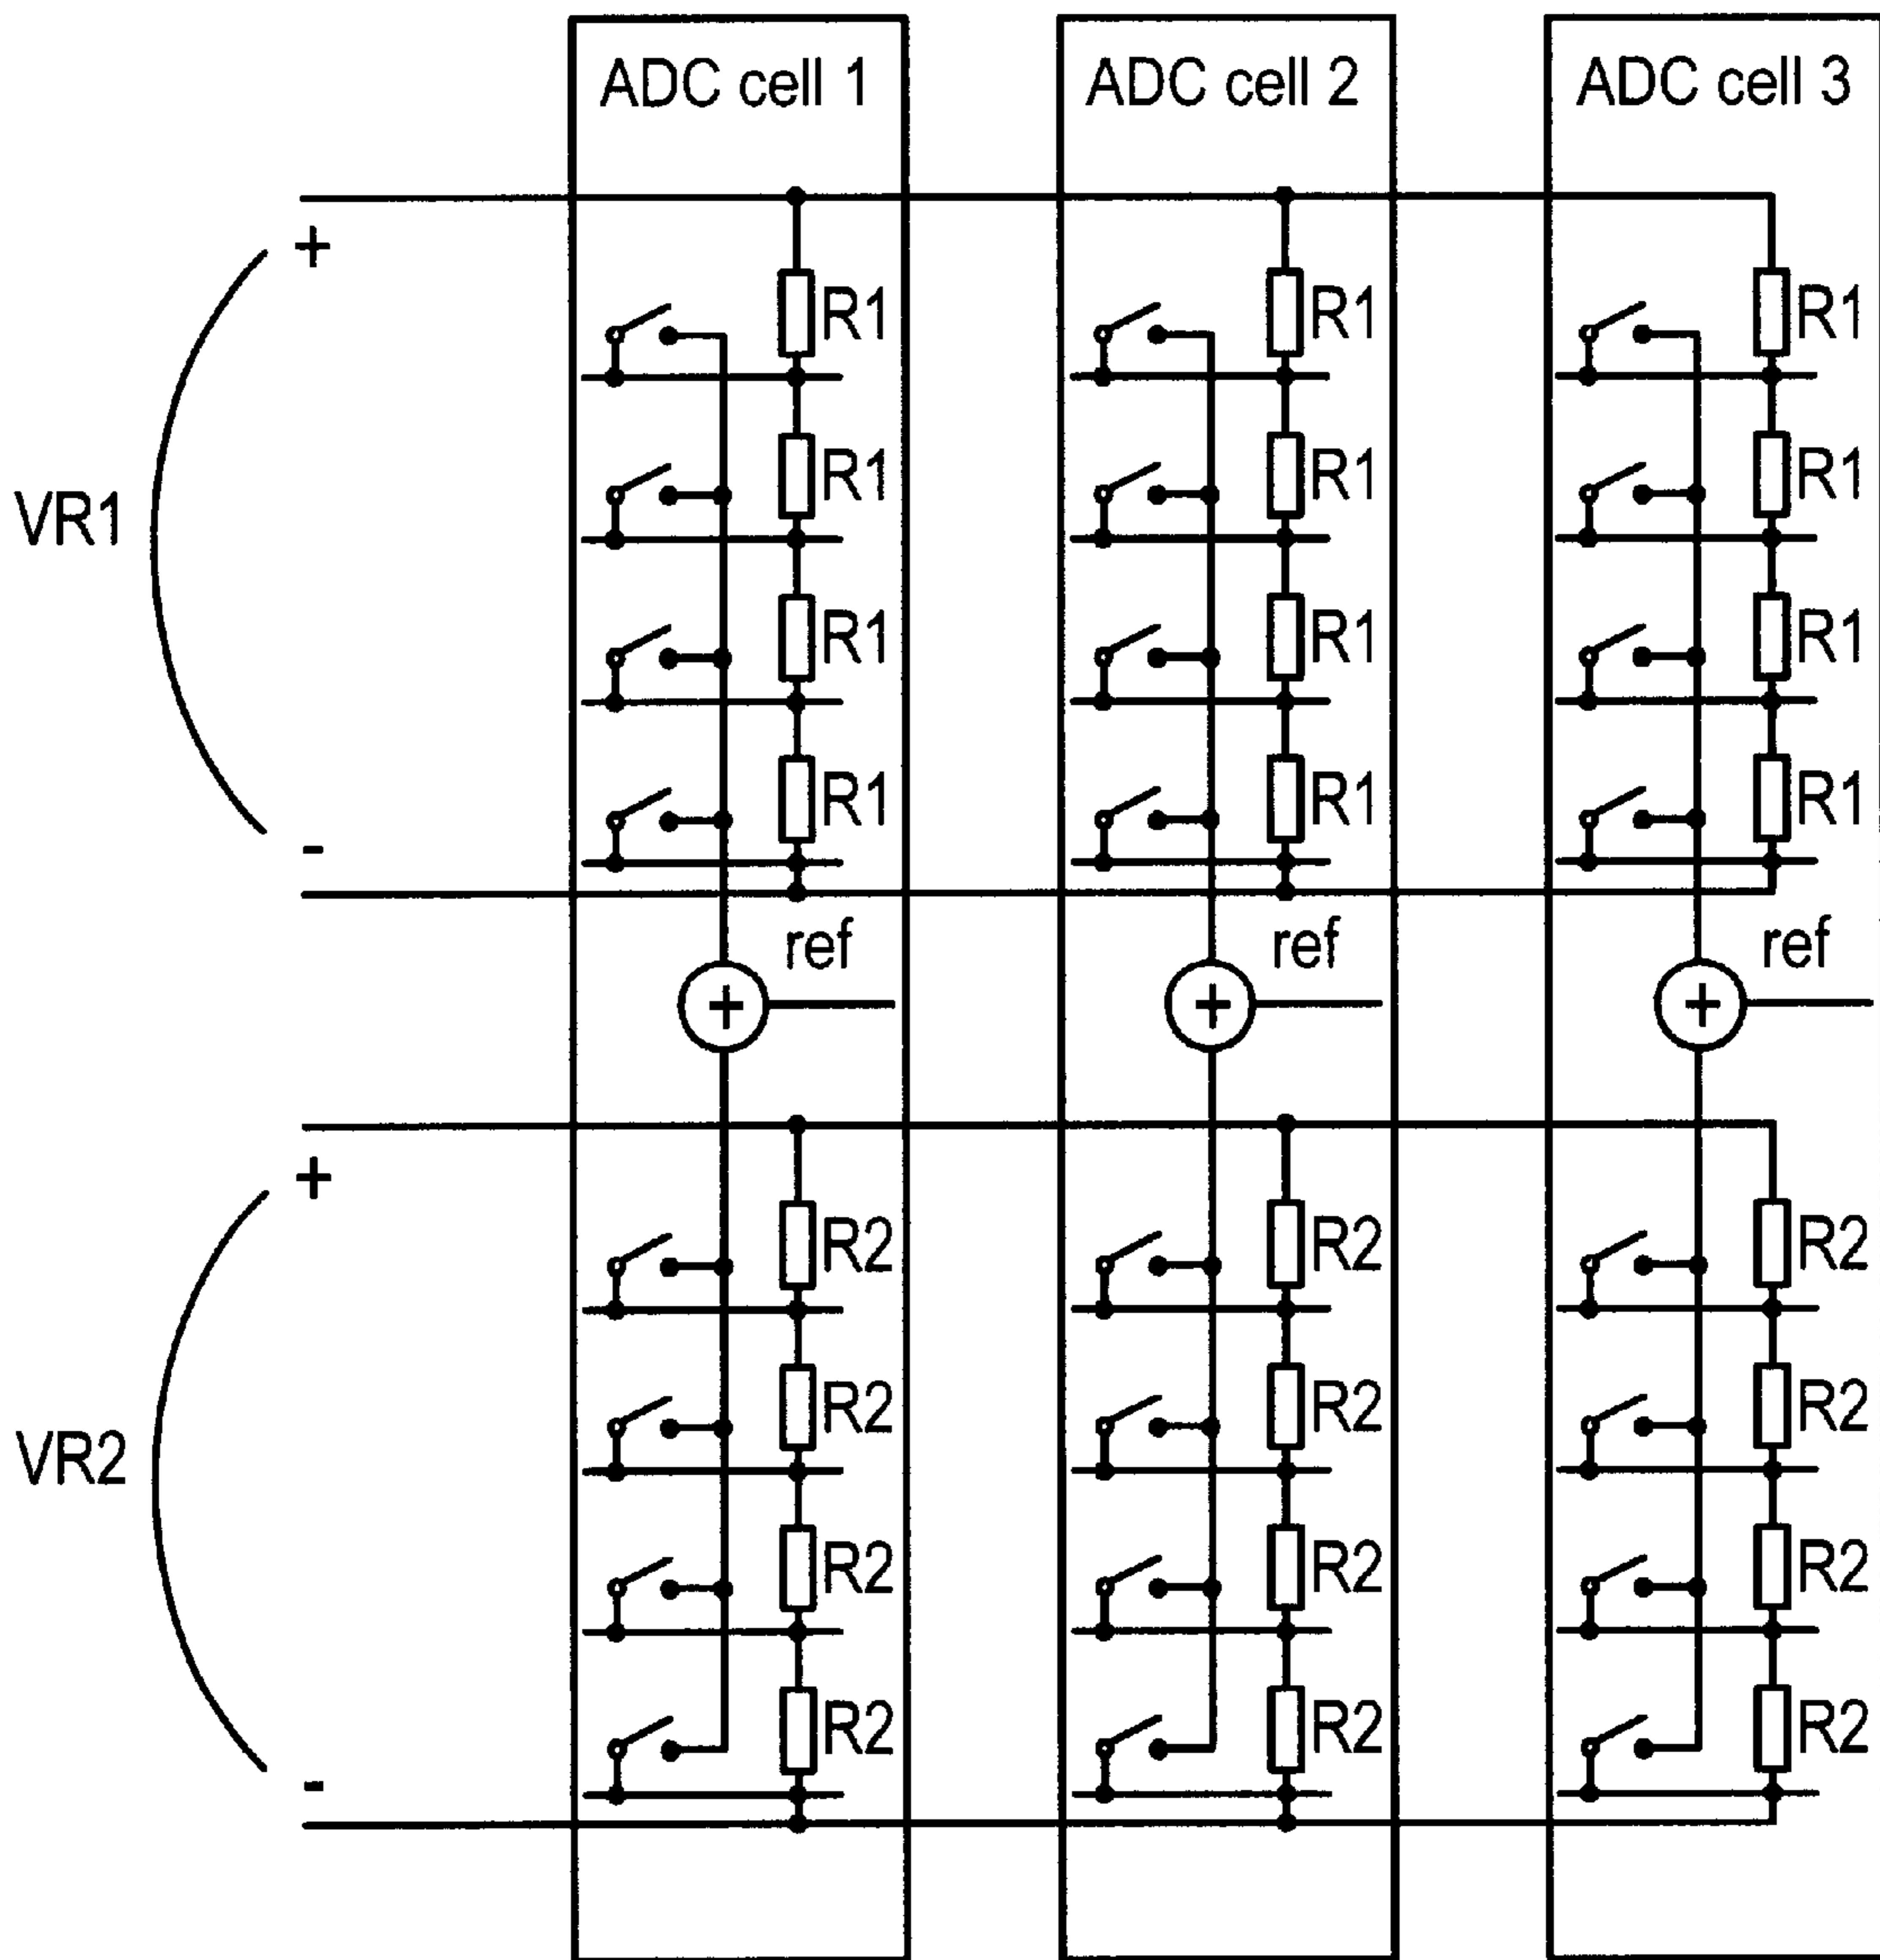 ADC cell 1 ADC cell 2 ADC cell 3
+
R1 R1 R1
R1 R1 R1
VR1
R1 R1 R1
R1 R1 R1
-
ref ref ref
+ + +
+
R2 R2 R2
R2 R2 R2
VR2
R2 R2 R2
R2 R2 R2
-